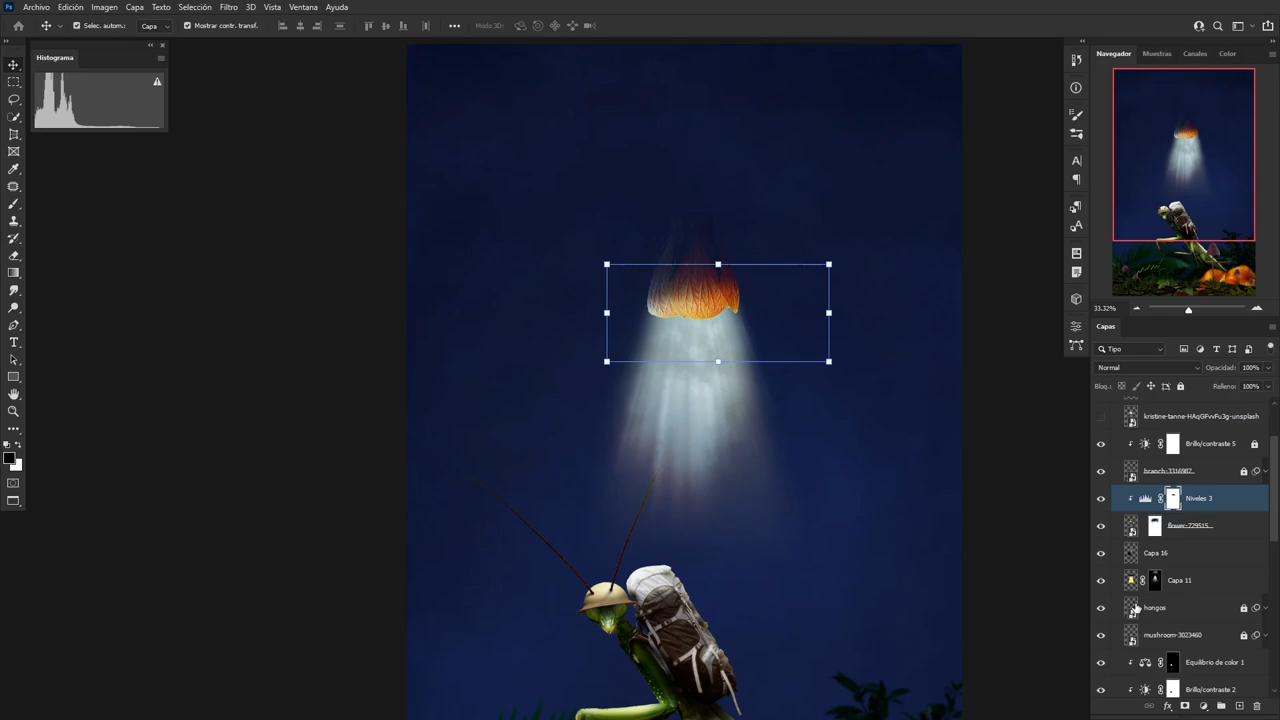 Ps Archivo Edición Imagen Capa Texto Selección Filtro 3D Vista Ventana Ayuda
Selec. autom.: Capa Mostrar contr. transf. Modo 3D:
Histograma
Navegador Muestras Canales Color
33.32%
Capas
Tipo
Normal Opacidad: 100%
Bloq.: Relleno: 100%
kristine-tanne-HAqGFvvFu3g-unsplash
Brillo/contraste 5
branch-3316987...
Niveles 3
flower-729515...
Capa 16
Capa 11
hongos
mushroom-3023460
Equilibrio de color 1
Brillo/contraste 2